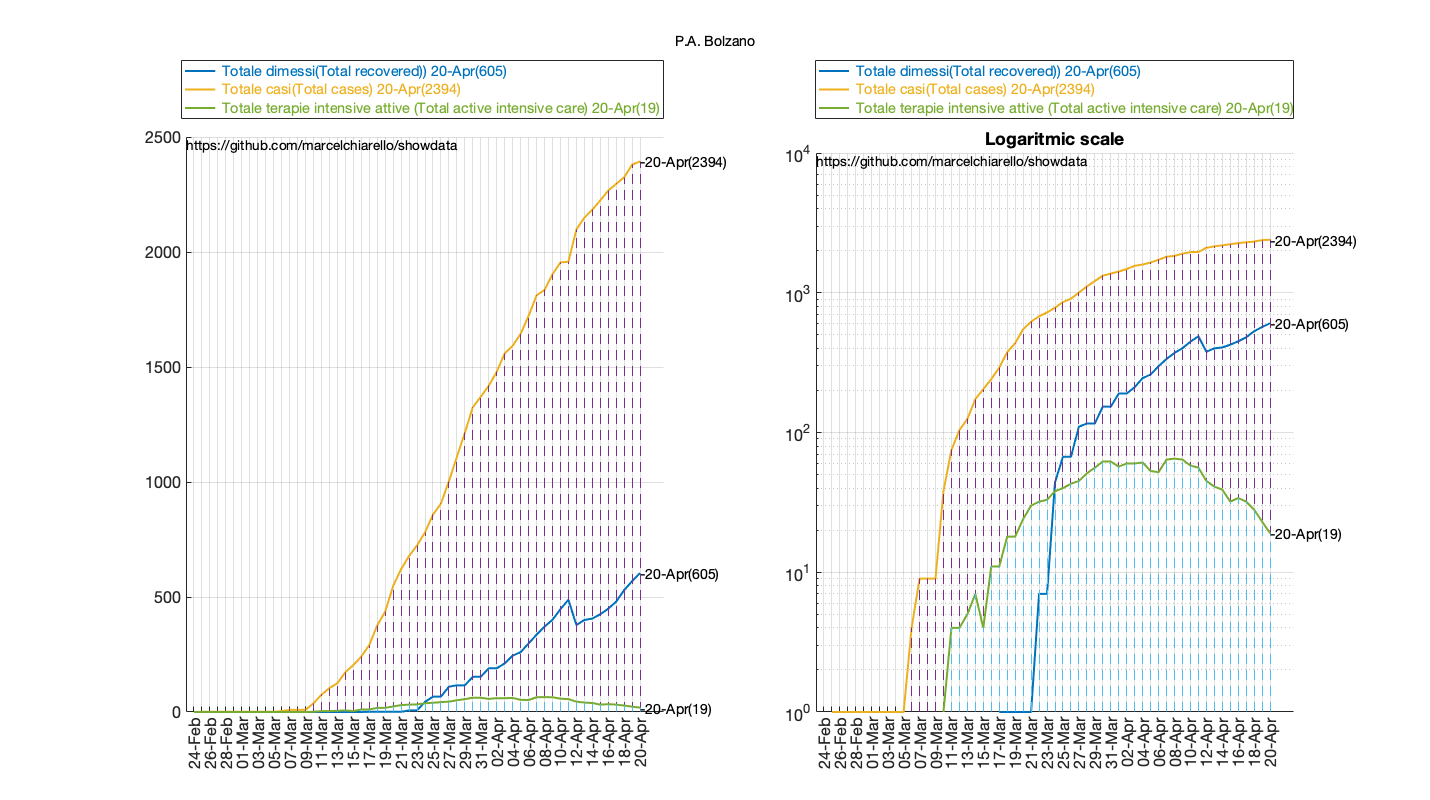 P.A. Bolzano
Totale dimessi(Total recovered)) 20-Apr(605)
Totale casi(Total cases) 20-Apr(2394)
Totale terapie intensive attive (Total active intensive care) 20-Apr(19)
https://github.com/marcelchiarello/showdata
2500
2000
1500
1000
500
0
20-Apr(2394)
20-Apr(605)
20-Apr(19)
24-Feb
26-Feb
28-Feb
01-Mar
03-Mar
05-Mar
07-Mar
09-Mar
11-Mar
13-Mar
15-Mar
17-Mar
19-Mar
21-Mar
23-Mar
25-Mar
27-Mar
29-Mar
31-Mar
02-Apr
04-Apr
06-Apr
08-Apr
10-Apr
12-Apr
14-Apr
16-Apr
18-Apr
20-Apr
Totale dimessi(Total recovered)) 20-Apr(605)
Totale casi(Total cases) 20-Apr(2394)
Totale terapie intensive attive (Total active intensive care) 20-Apr(19)
Logaritmic scale
https://github.com/marcelchiarello/showdata
10^4
10^3
10^2
10^1
10^0
20-Apr(2394)
20-Apr(605)
20-Apr(19)
24-Feb
26-Feb
28-Feb
01-Mar
03-Mar
05-Mar
07-Mar
09-Mar
11-Mar
13-Mar
15-Mar
17-Mar
19-Mar
21-Mar
23-Mar
25-Mar
27-Mar
29-Mar
31-Mar
02-Apr
04-Apr
06-Apr
08-Apr
10-Apr
12-Apr
14-Apr
16-Apr
18-Apr
20-Apr